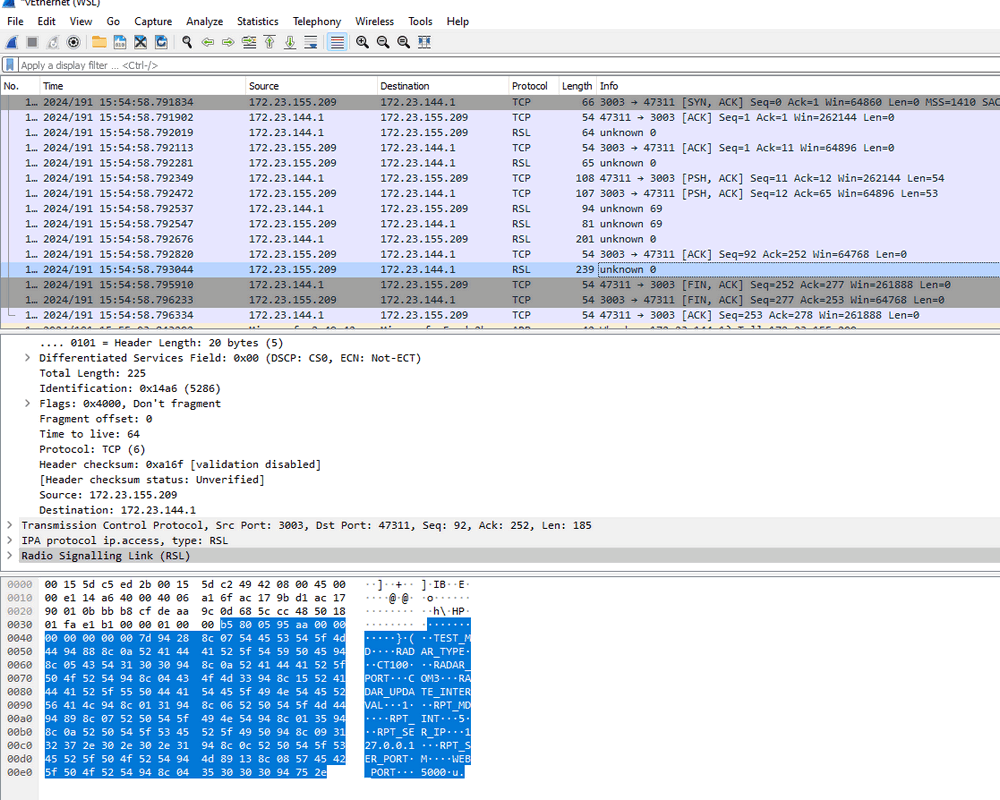 *vEthernet (WSL)
File Edit View Go Capture Analyze Statistics Telephony Wireless Tools Help
Apply a display filter ... <Ctrl-/>
No. Time Source Destination Protocol Length Info
1… 2024/191 15:54:58.791834 172.23.155.209 172.23.144.1 TCP 66 3003 → 47311 [SYN, ACK] Seq=0 Ack=1 Win=64860 Len=0 MSS=1410 SAC
1… 2024/191 15:54:58.791902 172.23.144.1 172.23.155.209 TCP 54 47311 → 3003 [ACK] Seq=1 Ack=1 Win=262144 Len=0
1… 2024/191 15:54:58.792019 172.23.144.1 172.23.155.209 RSL 64 unknown 0
1… 2024/191 15:54:58.792113 172.23.155.209 172.23.144.1 TCP 54 3003 → 47311 [ACK] Seq=1 Ack=11 Win=64896 Len=0
1… 2024/191 15:54:58.792281 172.23.155.209 172.23.144.1 RSL 65 unknown 0
1… 2024/191 15:54:58.792349 172.23.144.1 172.23.155.209 TCP 108 47311 → 3003 [PSH, ACK] Seq=11 Ack=12 Win=262144 Len=54
1… 2024/191 15:54:58.792472 172.23.155.209 172.23.144.1 TCP 107 3003 → 47311 [PSH, ACK] Seq=12 Ack=65 Win=64896 Len=53
1… 2024/191 15:54:58.792537 172.23.144.1 172.23.155.209 RSL 94 unknown 69
1… 2024/191 15:54:58.792547 172.23.155.209 172.23.144.1 RSL 81 unknown 69
1… 2024/191 15:54:58.792676 172.23.144.1 172.23.155.209 RSL 201 unknown 0
1… 2024/191 15:54:58.792820 172.23.155.209 172.23.144.1 TCP 54 3003 → 47311 [ACK] Seq=92 Ack=252 Win=64768 Len=0
1… 2024/191 15:54:58.793044 172.23.155.209 172.23.144.1 RSL 239 unknown 0
1… 2024/191 15:54:58.795910 172.23.144.1 172.23.155.209 TCP 54 47311 → 3003 [FIN, ACK] Seq=252 Ack=277 Win=261888 Len=0
1… 2024/191 15:54:58.796233 172.23.155.209 172.23.144.1 TCP 54 3003 → 47311 [FIN, ACK] Seq=277 Ack=253 Win=64768 Len=0
1… 2024/191 15:54:58.796334 172.23.144.1 172.23.155.209 TCP 54 47311 → 3003 [ACK] Seq=253 Ack=278 Win=261888 Len=0
.... 0101 = Header Length: 20 bytes (5)
Differentiated Services Field: 0x00 (DSCP: CS0, ECN: Not-ECT)
Total Length: 225
Identification: 0x14a6 (5286)
Flags: 0x4000, Don't fragment
Fragment offset: 0
Time to live: 64
Protocol: TCP (6)
Header checksum: 0xa16f [validation disabled]
[Header checksum status: Unverified]
Source: 172.23.155.209
Destination: 172.23.144.1
Transmission Control Protocol, Src Port: 3003, Dst Port: 47311, Seq: 92, Ack: 252, Len: 185
IPA protocol ip.access, type: RSL
Radio Signalling Link (RSL)
0000 00 15 5d c5 ed 2b 00 15 5d c2 49 42 08 00 45 00 ··]··+·· ]·IB··E·
0010 00 e1 14 a6 40 00 40 06 a1 6f ac 17 9b d1 ac 17 ····@·@· ·o······
0020 90 01 0b bb b8 cf de aa 9c 0d 68 5c cc 48 50 18 ········ ··h\·HP·
0030 01 fa e1 b1 00 00 01 00 00 b5 80 05 95 aa 00 00 ········ ········
0040 00 00 00 00 00 7d 94 28 8c 07 54 45 53 54 5f 4d ·····}·( ··TEST_M
0050 44 94 88 8c 0a 52 41 44 41 52 5f 54 59 50 45 94 D····RAD AR_TYPE·
0060 8c 05 43 54 31 30 30 94 8c 0a 52 41 44 41 52 5f ··CT100· ··RADAR_
0070 50 4f 52 54 94 8c 04 43 4f 4d 33 94 8c 15 52 41 PORT···C OM3···RA
0080 44 41 52 5f 55 50 44 41 54 45 5f 49 4e 54 45 52 DAR_UPDA TE_INTER
0090 56 41 4c 94 8c 01 31 94 8c 06 52 50 54 5f 4d 44 VAL···1· ··RPT_MD
00a0 94 89 8c 07 52 50 54 5f 49 4e 54 94 8c 01 35 94 ····RPT_ INT···5·
00b0 8c 0a 52 50 54 5f 53 45 52 5f 49 50 94 8c 09 31 ··RPT_SE R_IP···1
00c0 32 37 2e 30 2e 30 2e 31 94 8c 0c 52 50 54 5f 53 27.0.0.1 ···RPT_S
00d0 45 52 5f 50 4f 52 54 94 4d 89 13 8c 08 57 45 42 ER_PORT· M····WEB
00e0 5f 50 4f 52 54 94 8c 04 35 30 30 30 94 75 2e _PORT··· 5000·u.